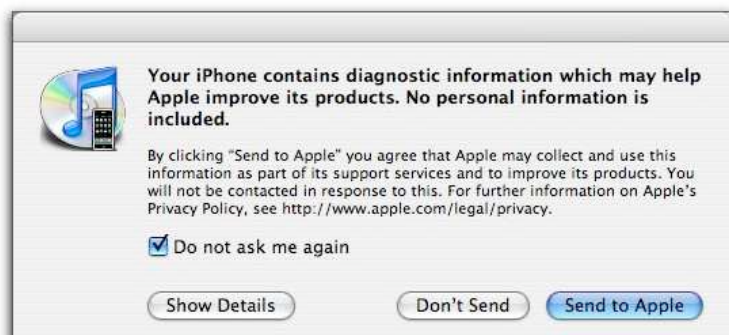 Your iPhone contains diagnostic information which may help
Apple improve its products. No personal information is
included.
By clicking “Send to Apple” you agree that Apple may collect and use this
information as part of its support services and to improve its products. You
will not be contacted in response to this. For further information on Apple’s
Privacy Policy, see http://www.apple.com/legal/privacy.
Do not ask me again
Show Details
Don’t Send
Send to Apple